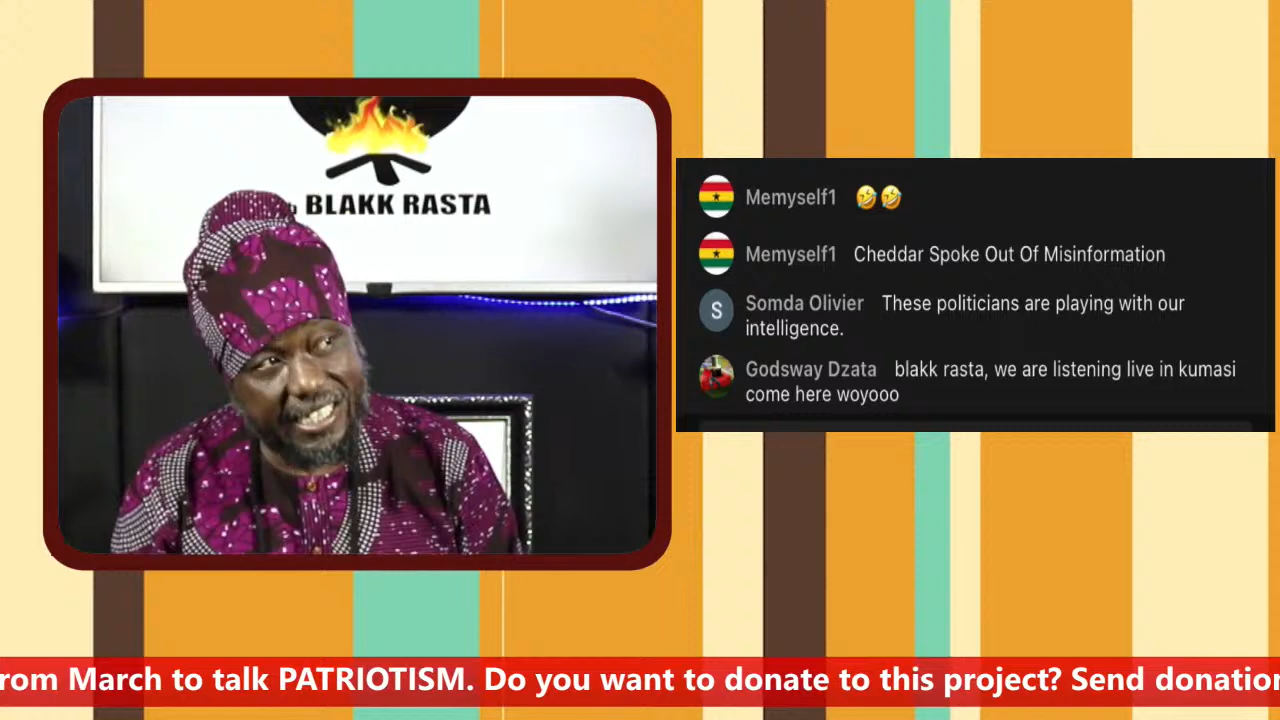 BLAKK RASTA
Memyself1 🤣🤣
Memyself1 Cheddar Spoke Out Of Misinformation
S Somda Olivier These politicians are playing with our
intelligence.
Godsway Dzata blakk rasta, we are listening live in kumasi
come here woyooo
rom March to talk PATRIOTISM. Do you want to donate to this project? Send donation